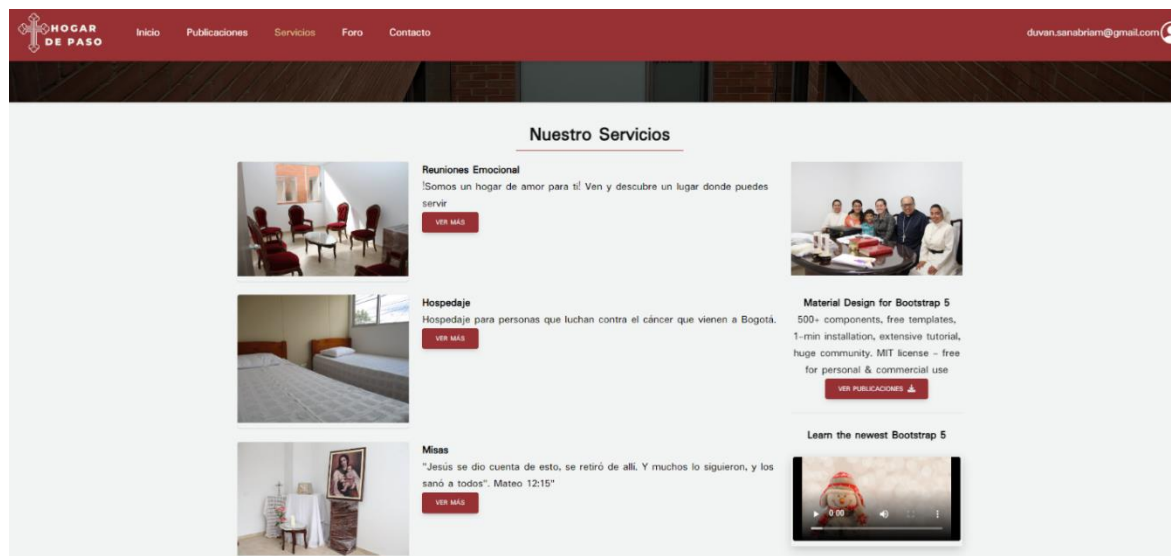 HOGAR
DE PASO
Inicio
Publicaciones
Servicios
Foro
Contacto
duvan.sanabriam@gmail.com
Nuestro Servicios
Reuniones Emocional
!Somos un hogar de amor para ti! Ven y descubre un lugar donde puedes
servir
VER MÁS
Hospedaje
Hospedaje para personas que luchan contra el cáncer que vienen a Bogotá.
VER MÁS
Misas
"Jesús se dio cuenta de esto, se retiró de allí. Y muchos lo siguieron, y los
sanó a todos". Mateo 12:15"
VER MÁS
Material Design for Bootstrap 5
500+ components, free templates,
1-min installation, extensive tutorial,
huge community. MIT license - free
for personal & commercial use
VER PUBLICACIONES
Learn the newest Bootstrap 5
0:00